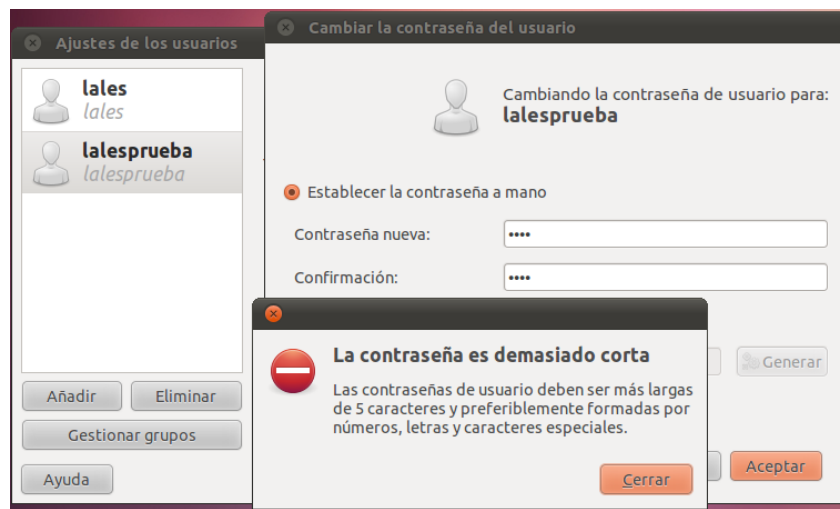 Ajustes de los usuarios
lales
lales
lalesprueba
lalesprueba
Añadir
Eliminar
Gestionar grupos
Ayuda
Cambiar la contraseña del usuario
Cambiando la contraseña de usuario para:
lalesprueba
Establecer la contraseña a mano
Contraseña nueva:
••••
Confirmación:
••••
Generar
Aceptar
La contraseña es demasiado corta
Las contraseñas de usuario deben ser más largas
de 5 caracteres y preferiblemente formadas por
números, letras y caracteres especiales.
Cerrar